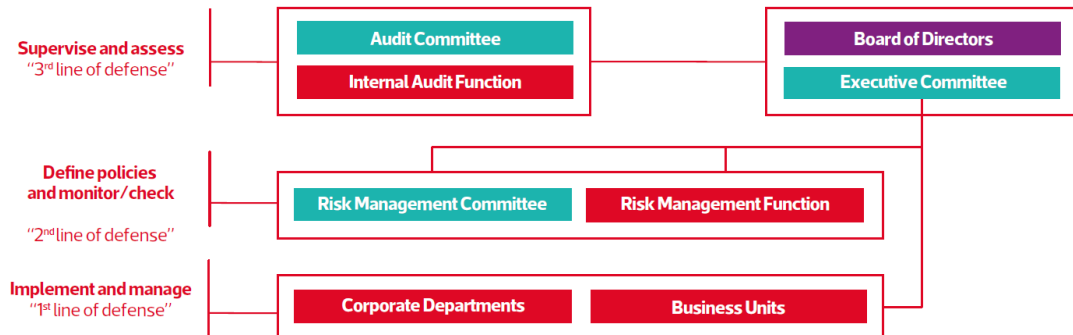 Supervise and assess
“3rd line of defense”
Audit Committee
Internal Audit Function
Board of Directors
Executive Committee
Define policies
and monitor/check
“2nd line of defense”
Risk Management Committee
Risk Management Function
Implement and manage
“1st line of defense”
Corporate Departments
Business Units